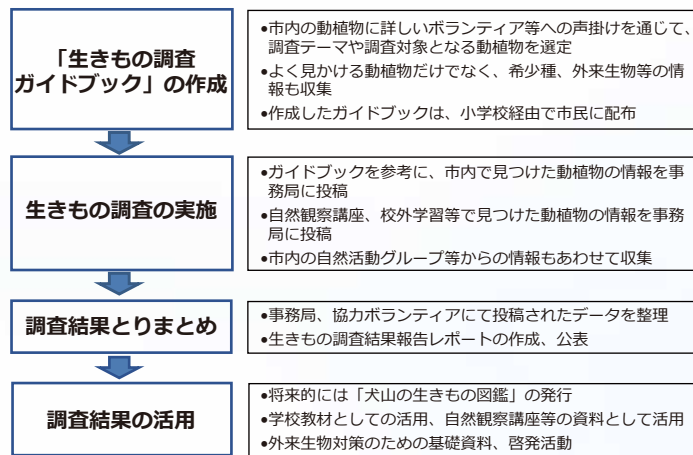 「生きもの調査
ガイドブック」の作成
•市内の動植物に詳しいボランティア等への声掛けを通じて、
調査テーマや調査対象となる動植物を選定
•よく見かける動植物だけでなく、希少種、外来生物等の情
報も収集
•作成したガイドブックは、小学校経由で市民に配布
生きもの調査の実施
•ガイドブックを参考に、市内で見つけた動植物の情報を事
務局に投稿
•自然観察講座、校外学習等で見つけた動植物の情報を事務
局に投稿
•市内の自然活動グループ等からの情報もあわせて収集
調査結果とりまとめ
•事務局、協力ボランティアにて投稿されたデータを整理
•生きもの調査結果報告レポートの作成、公表
調査結果の活用
•将来的には「犬山の生きもの図鑑」の発行
•学校教材としての活用、自然観察講座等の資料として活用
•外来生物対策のための基礎資料、啓発活動